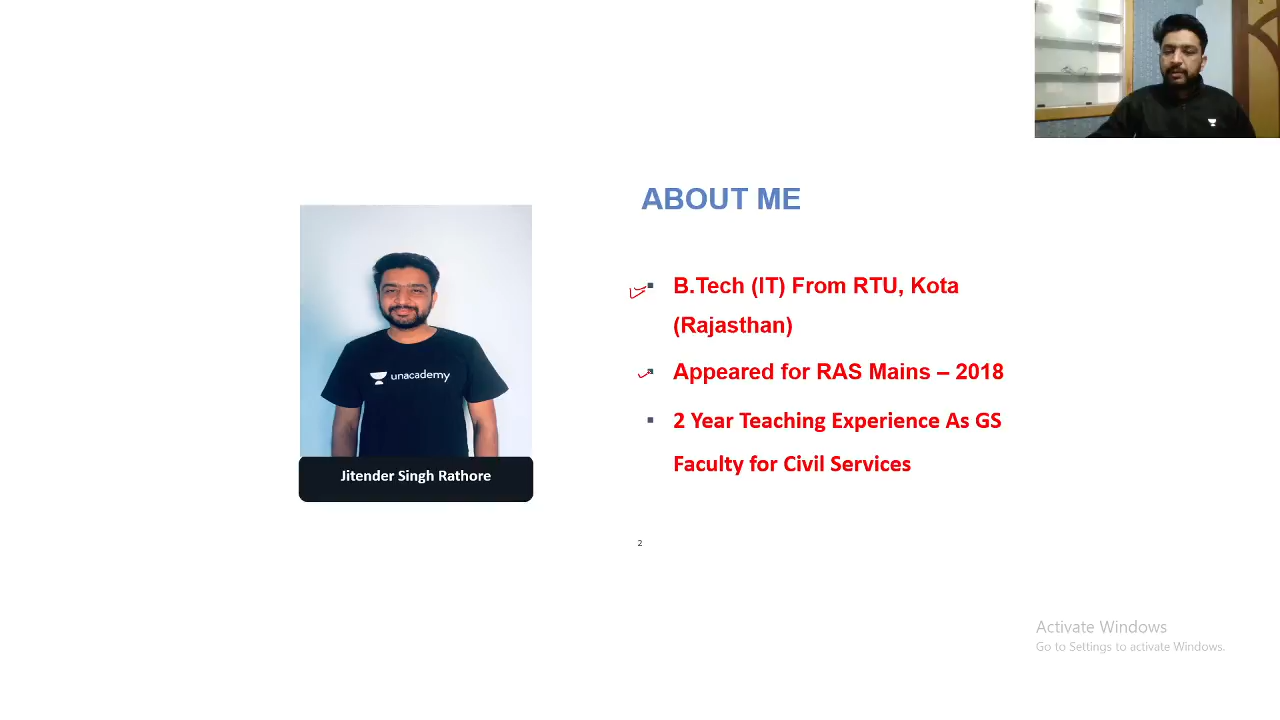 ABOUT ME
unacademy
Jitender Singh Rathore
B.Tech (IT) From RTU, Kota
(Rajasthan)
Appeared for RAS Mains – 2018
2 Year Teaching Experience As GS
Faculty for Civil Services
2
Activate Windows
Go to Settings to activate Windows.